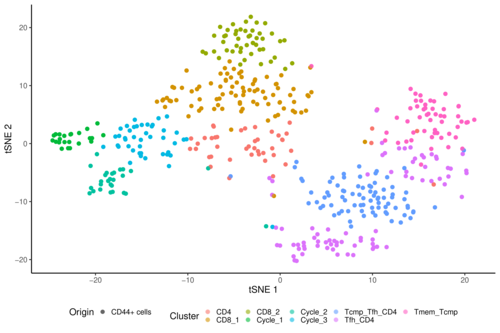 tSNE 2
20
10
0
−10
−20
−20
−10
0
10
20
tSNE 1
Origin
CD44+ cells
Cluster
CD4
CD8_2
Cycle_2
Tcmp_Tfh_CD4
Tmem_Tcmp
CD8_1
Cycle_1
Cycle_3
Tfh_CD4